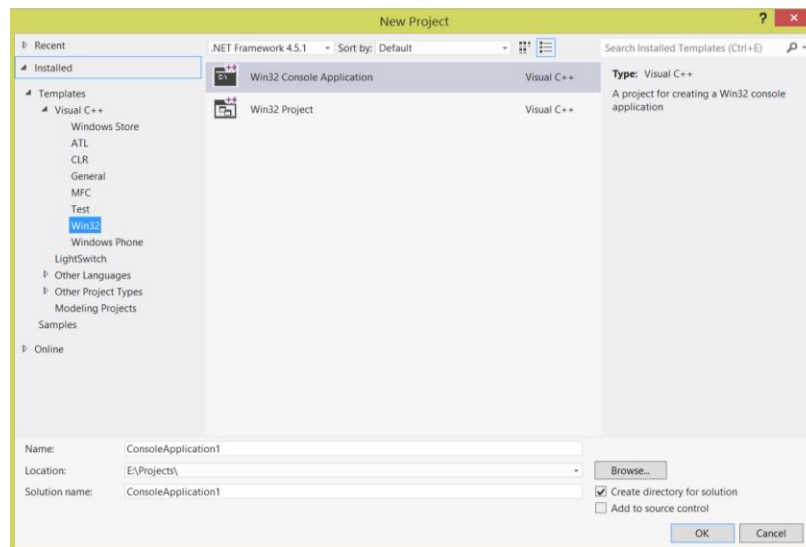 New Project
? ×
Recent
Installed
Templates
Visual C++
Windows Store
ATL
CLR
General
MFC
Test
Win32
Windows Phone
LightSwitch
Other Languages
Other Project Types
Modeling Projects
Samples
Online
.NET Framework 4.5.1 Sort by: Default
Win32 Console Application Visual C++
Win32 Project Visual C++
Search Installed Templates (Ctrl+E)
Type: Visual C++
A project for creating a Win32 console
application
Name: ConsoleApplication1
Location: E:\Projects\
Solution name: ConsoleApplication1
Browse...
Create directory for solution
Add to source control
OK Cancel